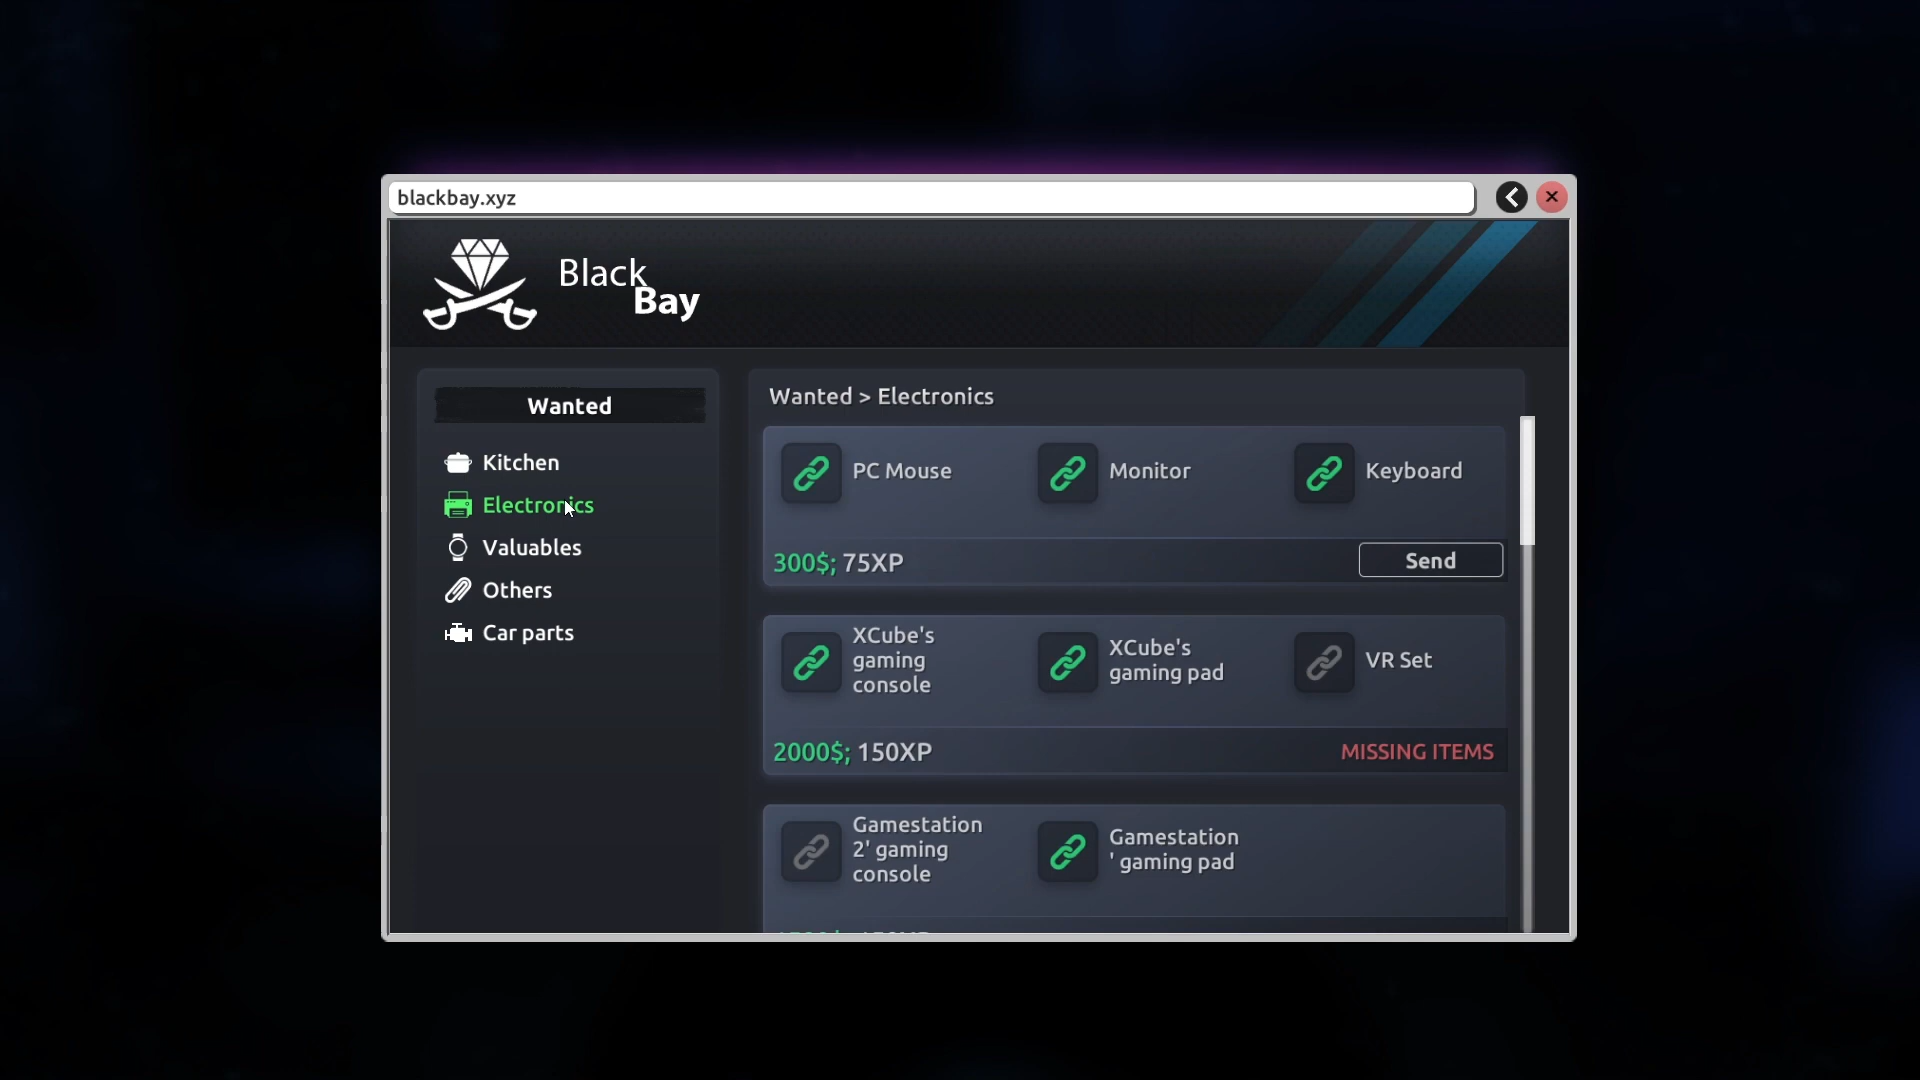 blackbay.xyz
Black
Bay
Wanted
Kitchen
Electronics
Valuables
Others
Car parts
Wanted > Electronics
PC Mouse
Monitor
Keyboard
300$; 75XP
Send
XCube's
gaming
console
XCube's
gaming pad
VR Set
2000$; 150XP
MISSING ITEMS
Gamestation
2' gaming
console
Gamestation
' gaming pad